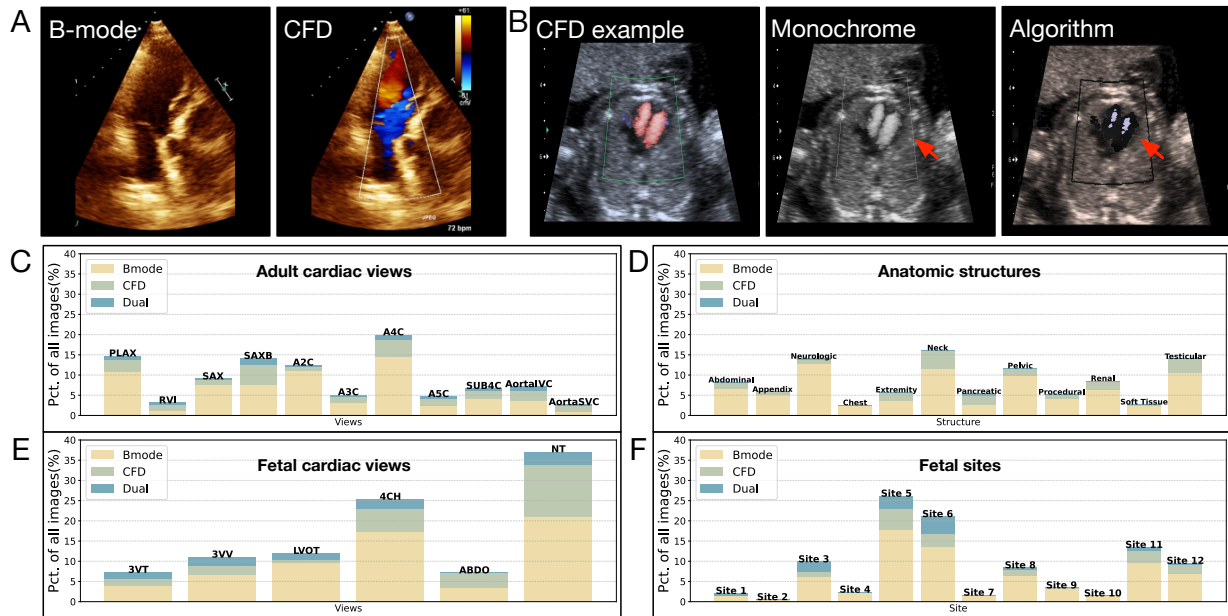 A
B-mode
CFD
+61.
-61
cm/
JPEG
72 bpm
B
CFD example
Monochrome
Algorithm
C
Adult cardiac views
Pct. of all images(%)
40
35
30
25
20
15
10
5
0
Bmode
CFD
Dual
PLAX
RVI
SAX
SAXB
A2C
A3C
A4C
A5C
SUB4C
AortaIVC
AortaSVC
Views
D
Anatomic structures
Pct. of all images(%)
40
35
30
25
20
15
10
5
0
Bmode
CFD
Dual
Abdominal
Appendix
Neurologic
Chest
Extremity
Neck
Pancreatic
Pelvic
Procedural
Renal
Soft Tissue
Testicular
Structure
E
Fetal cardiac views
Pct. of all images(%)
40
35
30
25
20
15
10
5
0
Bmode
CFD
Dual
3VT
3VV
LVOT
4CH
ABDO
NT
Views
F
Fetal sites
Pct. of all images(%)
40
35
30
25
20
15
10
5
0
Bmode
CFD
Dual
Site 1
Site 2
Site 3
Site 4
Site 5
Site 6
Site 7
Site 8
Site 9
Site 10
Site 11
Site 12
Site